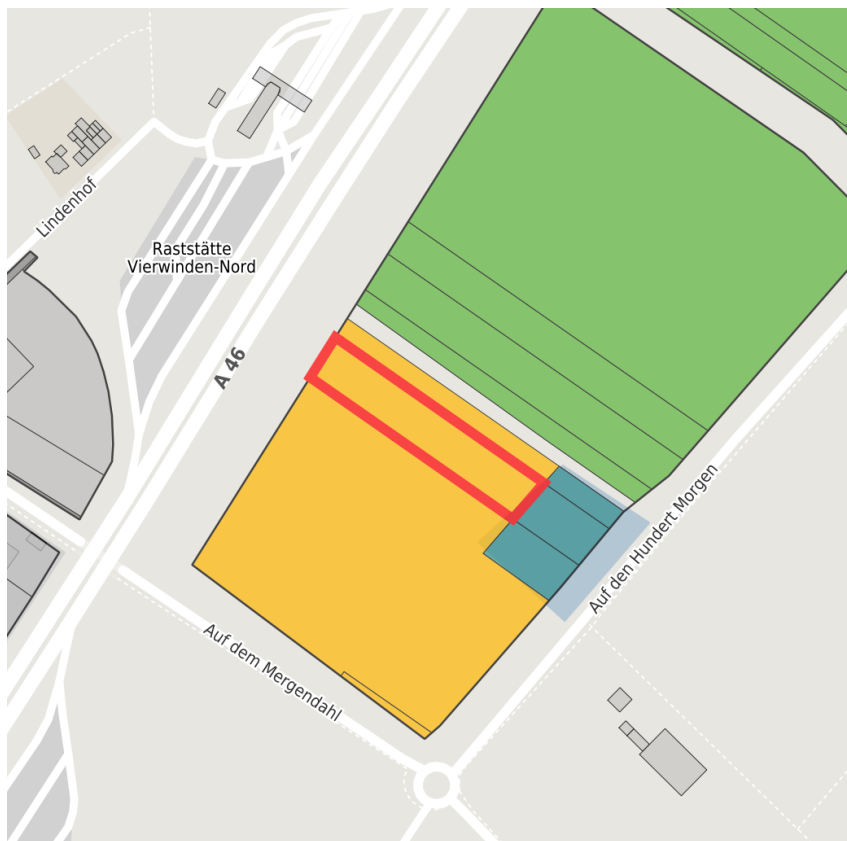 Lindenhof
Raststätte
Vierwinden-Nord
A 46
Auf den Hundert Morgen
Auf dem Mergendahl